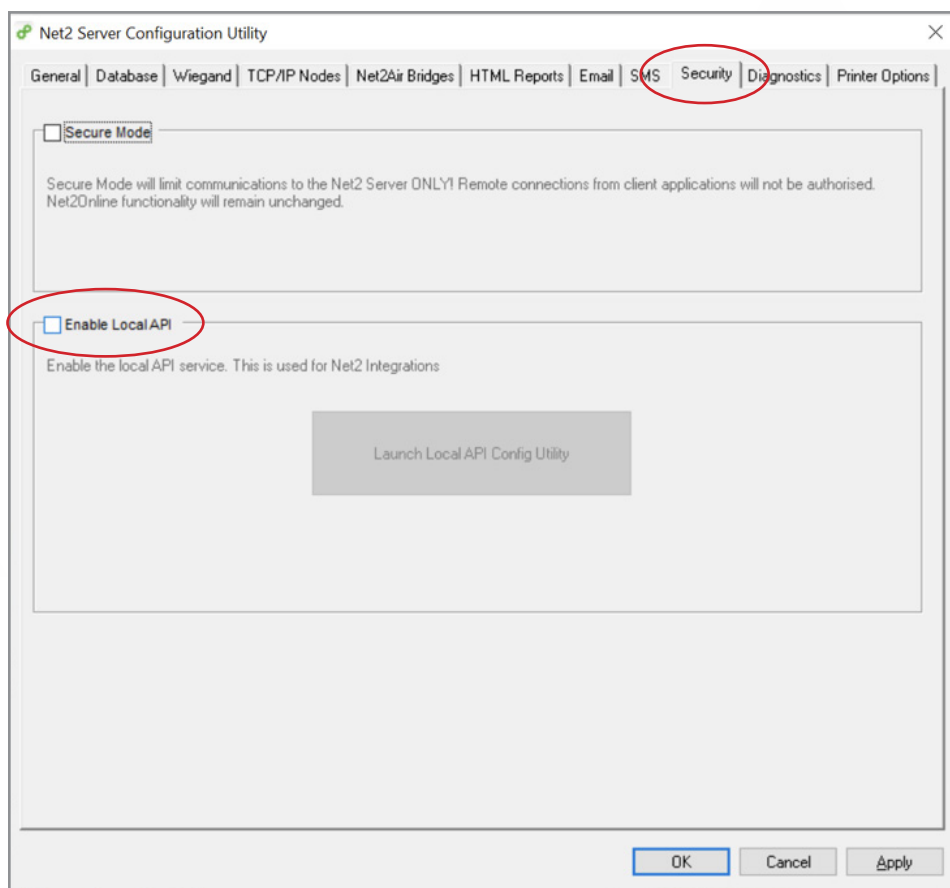 Net2 Server Configuration Utility
General Database Wiegand TCP/IP Nodes Net2Air Bridges HTML Reports Email SMS Security Diagnostics Printer Options
Secure Mode
Secure Mode will limit communications to the Net2 Server ONLY! Remote connections from client applications will not be authorised.
Net2Online functionality will remain unchanged.
Enable Local API
Enable the local API service. This is used for Net2 Integrations
Launch Local API Config Utility
OK Cancel Apply